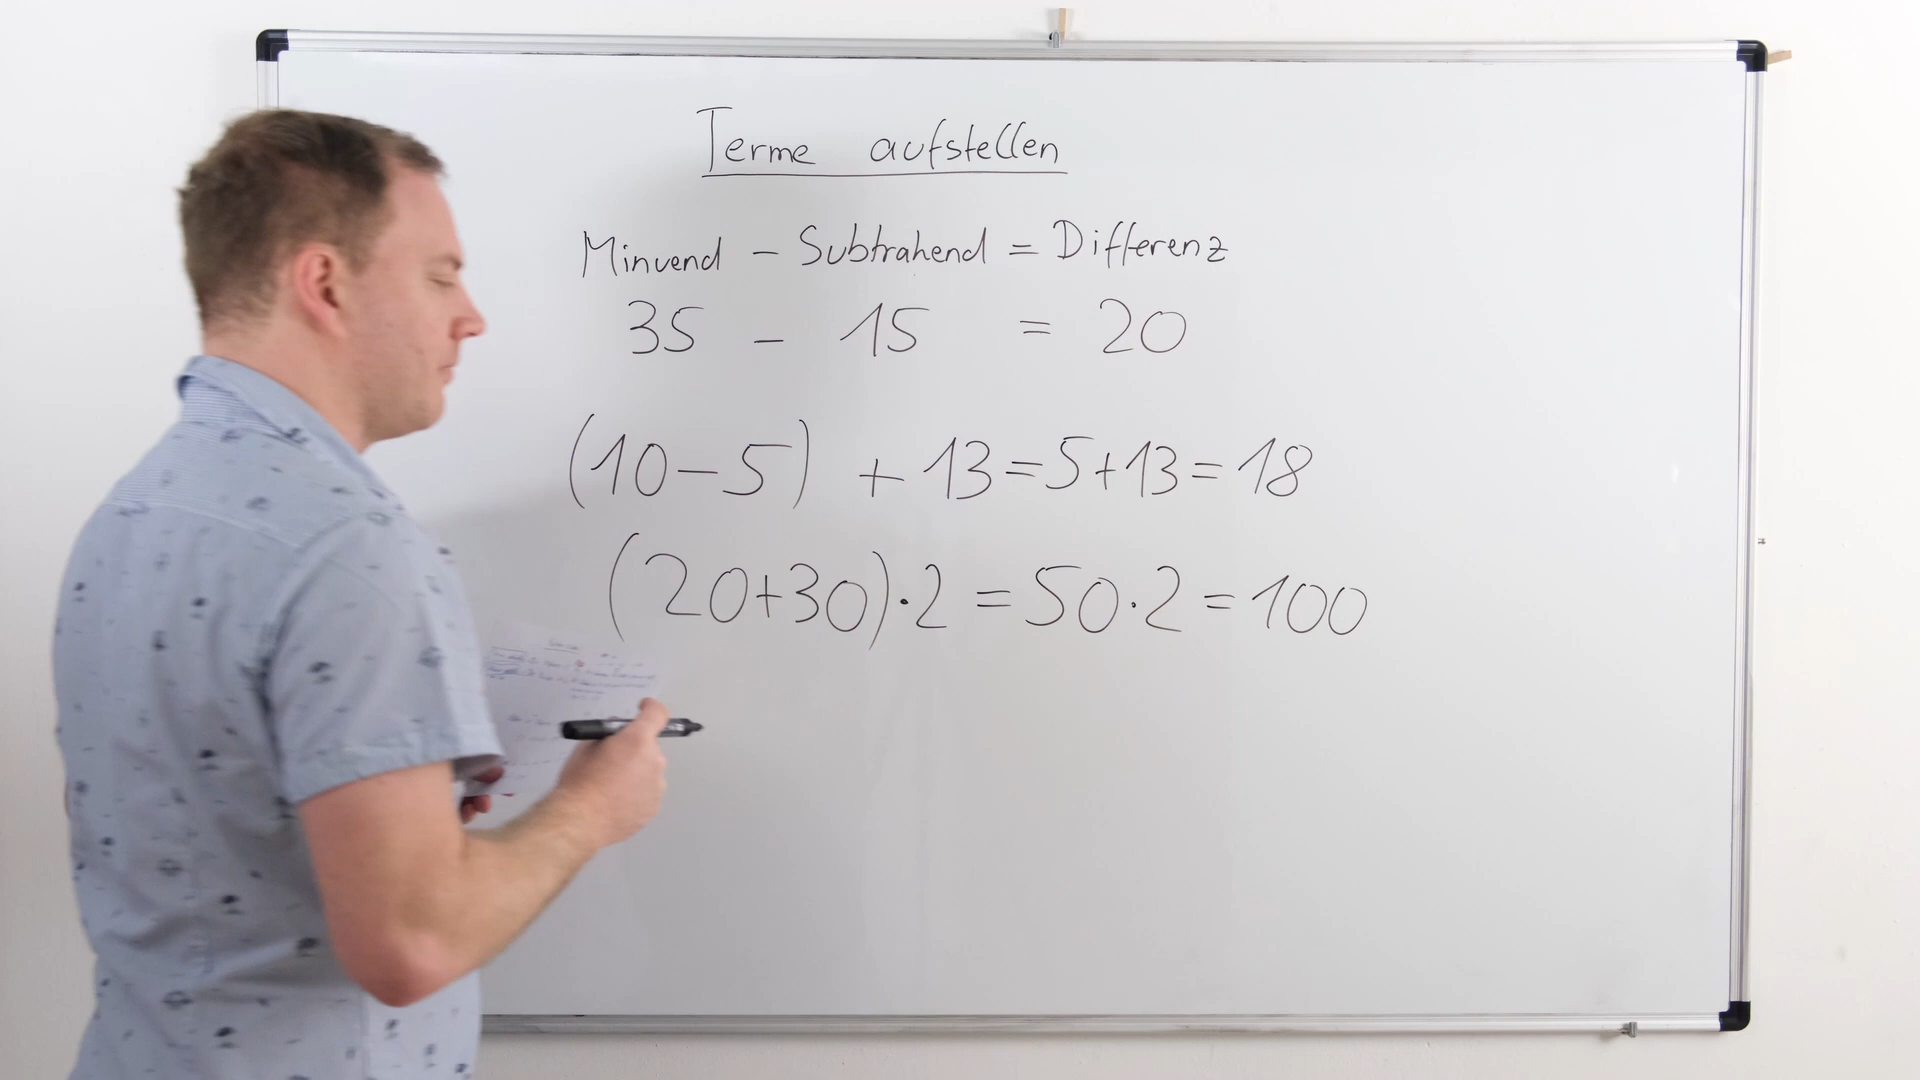 Terme aufstellen
Minuend - Subtrahend = Differenz
35 - 15 = 20
(10-5) + 13=5+13=18
(20+30)·2 = 50·2 = 100